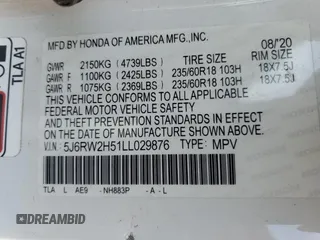 MFD.BY HONDA OF AMERICA MFG.,INC. 08/20
GVWR 2150KG (4739LBS) TIRE SIZE RIM SIZE
GAWR F 1100KG (2425LBS) 235/60R18 103H 18X7.5J
GAWR R 1075KG (2369LBS) 235/60R18 103H 18X7.5J
THIS VEHICLE CONFORMS TO ALL APPLICABLE
FEDERAL MOTOR VEHICLE SAFETY
AND THEFT PREVENTION STANDARDS IN EFFECT ON
THE DATE OF MANUFACTURE SHOWN ABOVE.
V.I.N: 5J6RW2H51LL029876 TYPE: MPV
TLA L AE9 -NH883P -A-L
TLA A1
DREAMBID